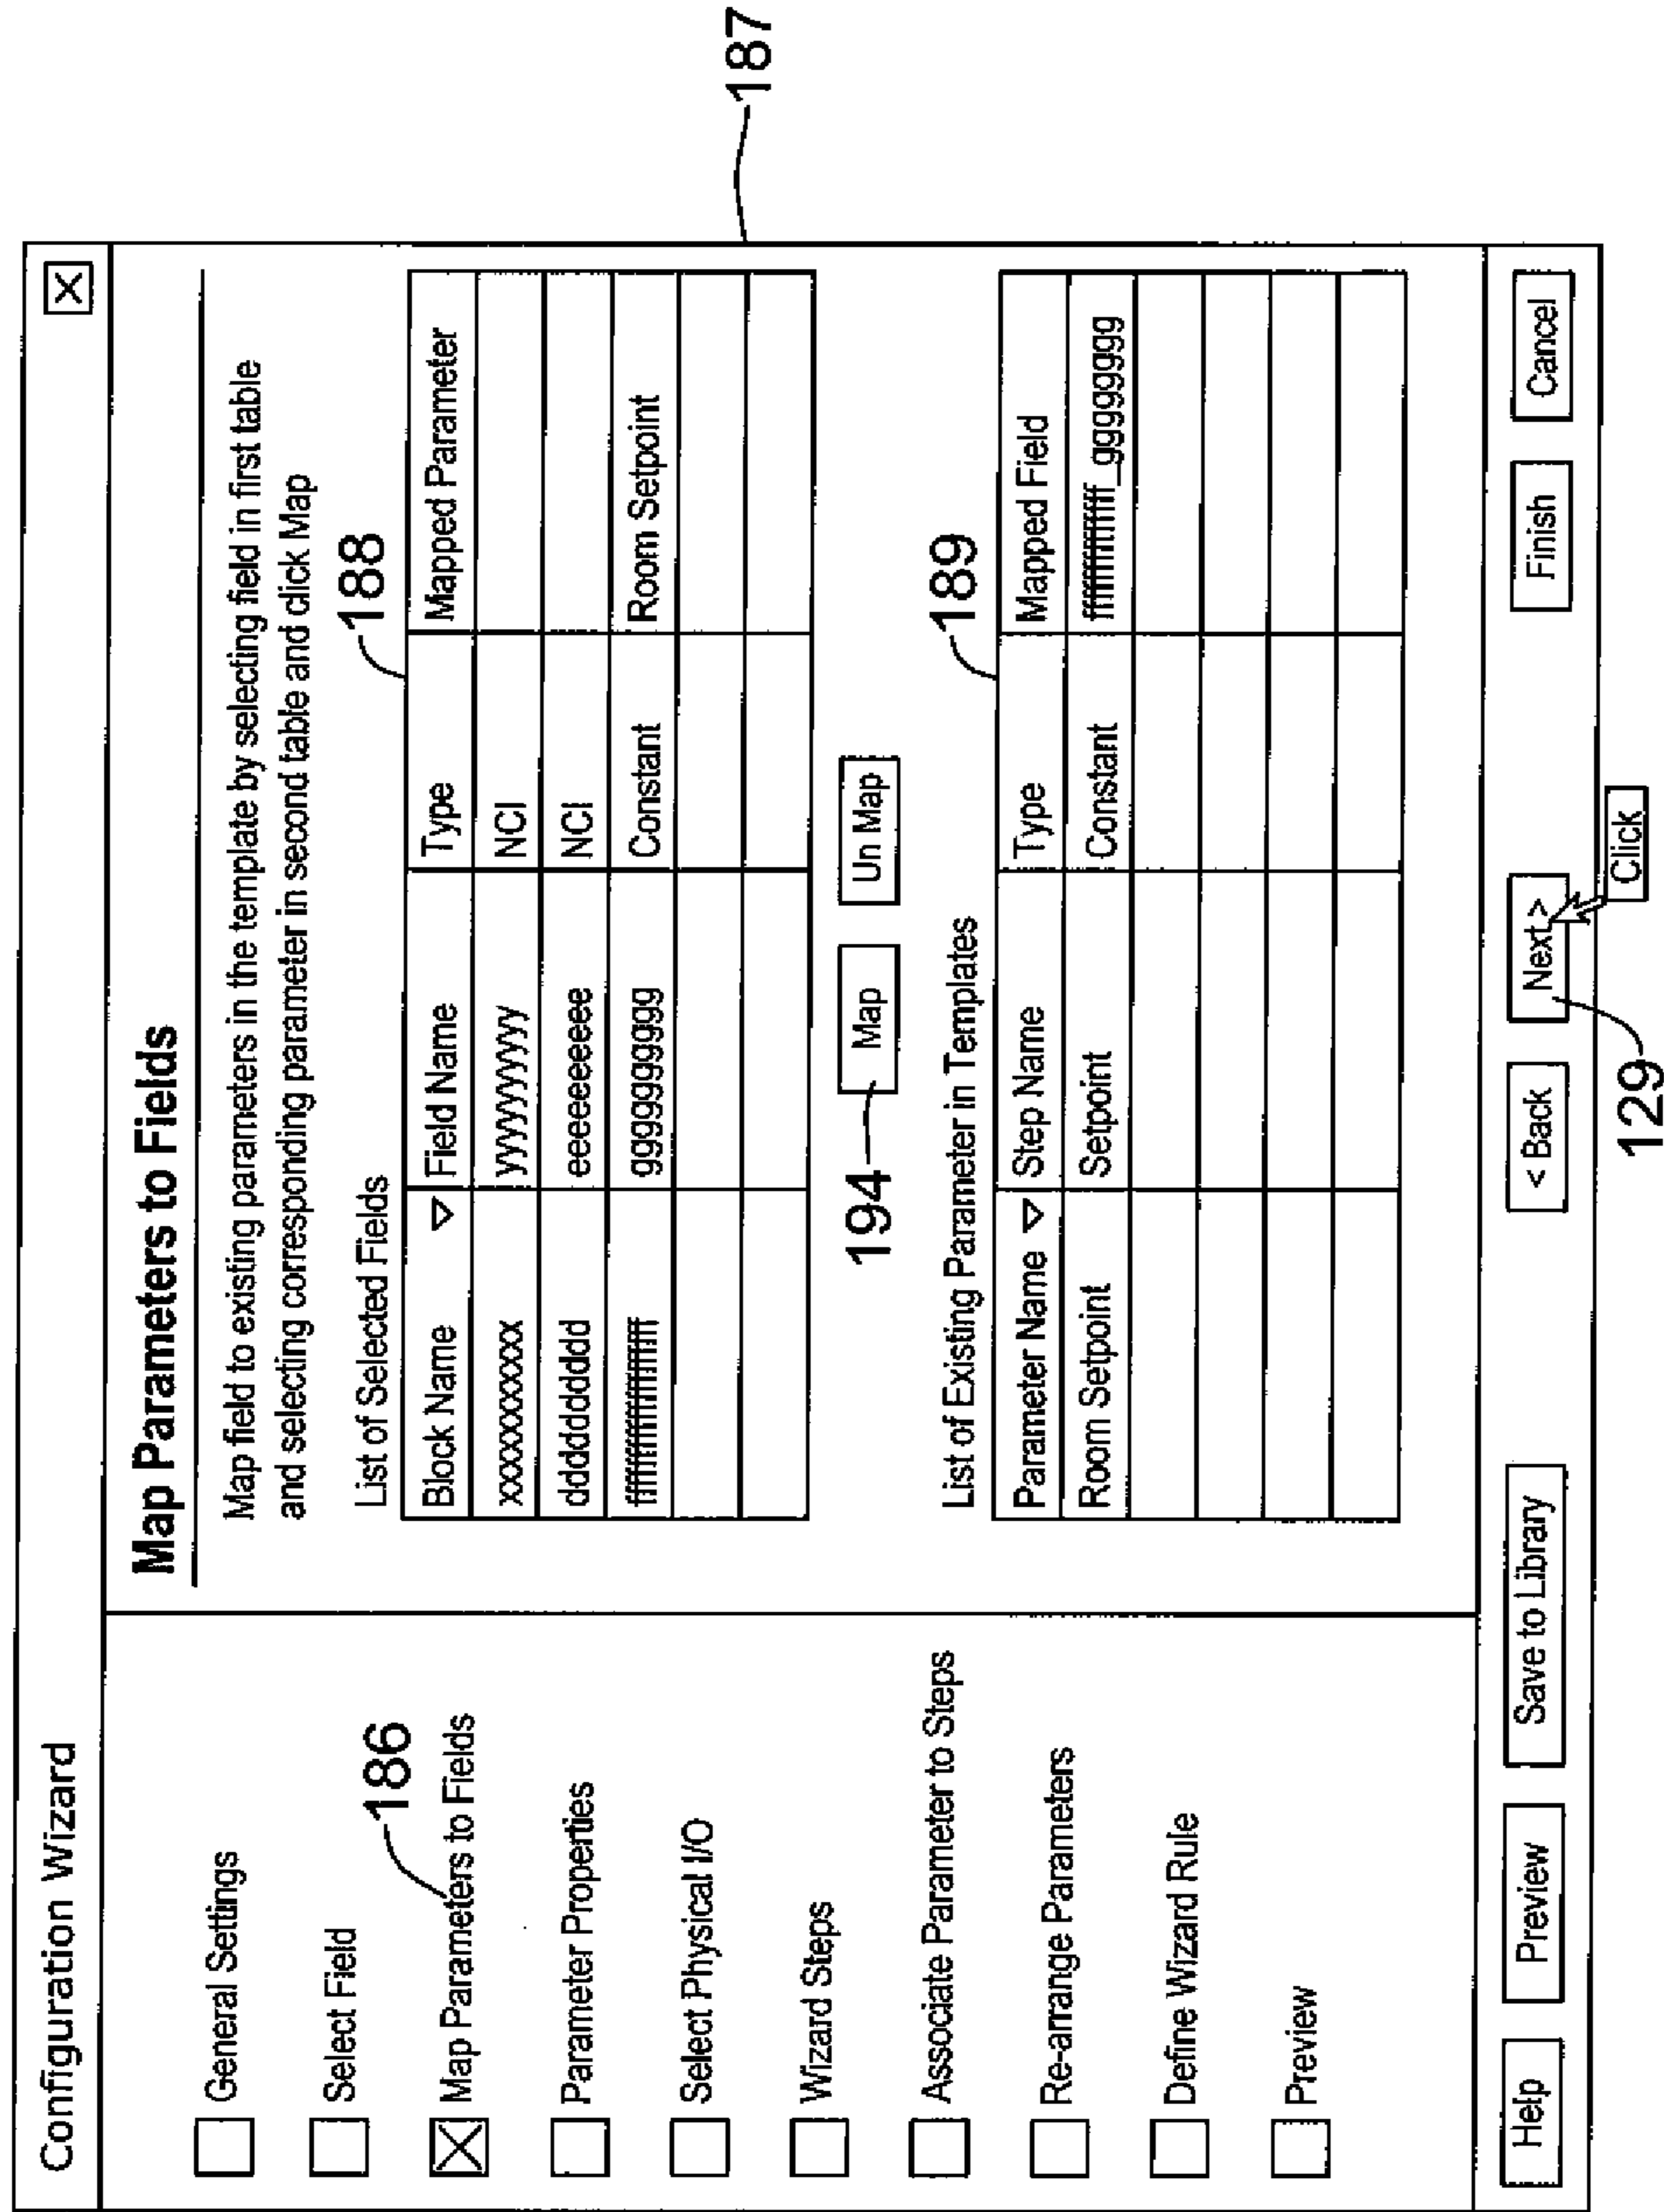 Configuration Wizard
X
General Settings
Select Field
186
Map Parameters to Fields
Parameter Properties
Select Physical I/O
Wizard Steps
Associate Parameter to Steps
Re-arrange Parameters
Define Wizard Rule
Preview
Map Parameters to Fields
Map field to existing parameters in the template by selecting field in first table
and selecting corresponding parameter in second table and click Map
188
187
List of Selected Fields
Block Name Field Name Type Mapped Parameter
xxxxxxxxxx yyyyyyyyy NCI
dddddddddd eeeeeeeeee NCI
gggggggggg Constant Room Setpoint
194 Map Un Map
List of Existing Parameter in Templates
189
Parameter Name Step Name Type Mapped Field
Room Setpoint Setpoint Constant
Help Preview Save to Library < Back Next > Finish Cancel
129
Click